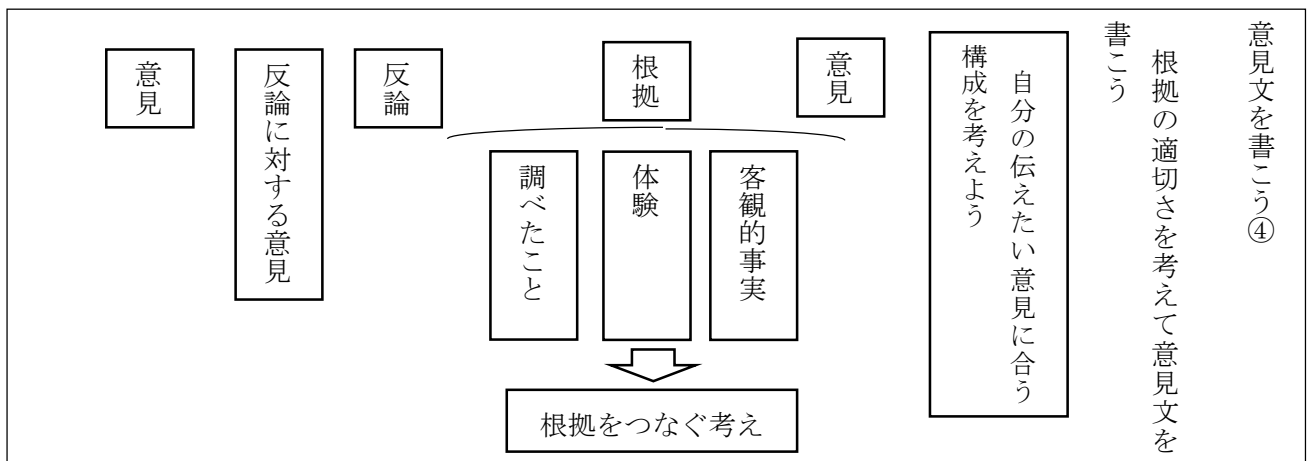 意見文を書こう④
根拠の適切さを考えて意見文を
書こう
自分の伝えたい意見に合う
構成を考えよう
意見
根拠
客観的事実
体験
調べたこと
根拠をつなぐ考え
反論
反論に対する意見
意見